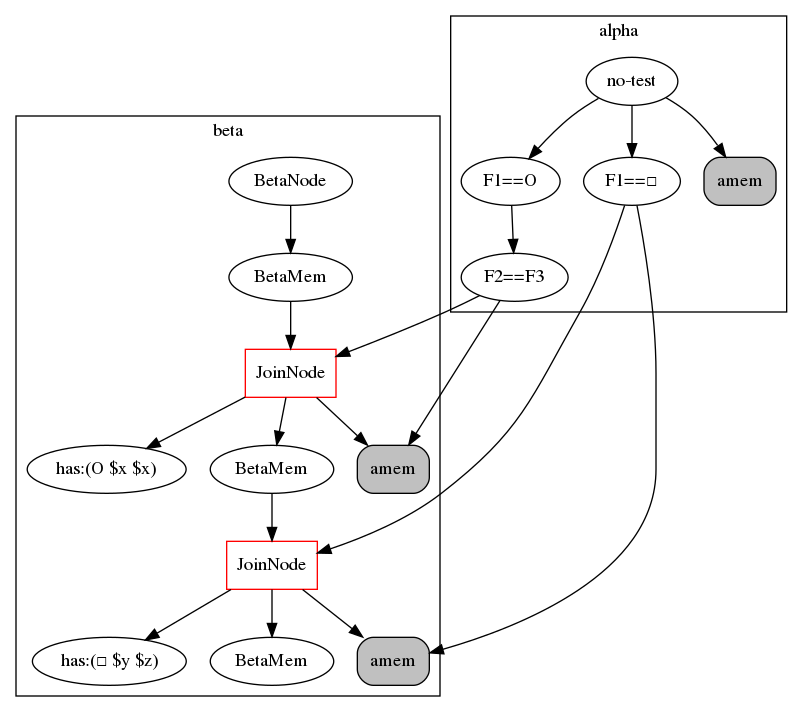 alpha
no-test
beta
BetaNode
F1==O
F1==□
amem
BetaMem
F2==F3
JoinNode
has:(O $x $x)
BetaMem
amem
JoinNode
has:(□ $y $z)
BetaMem
amem